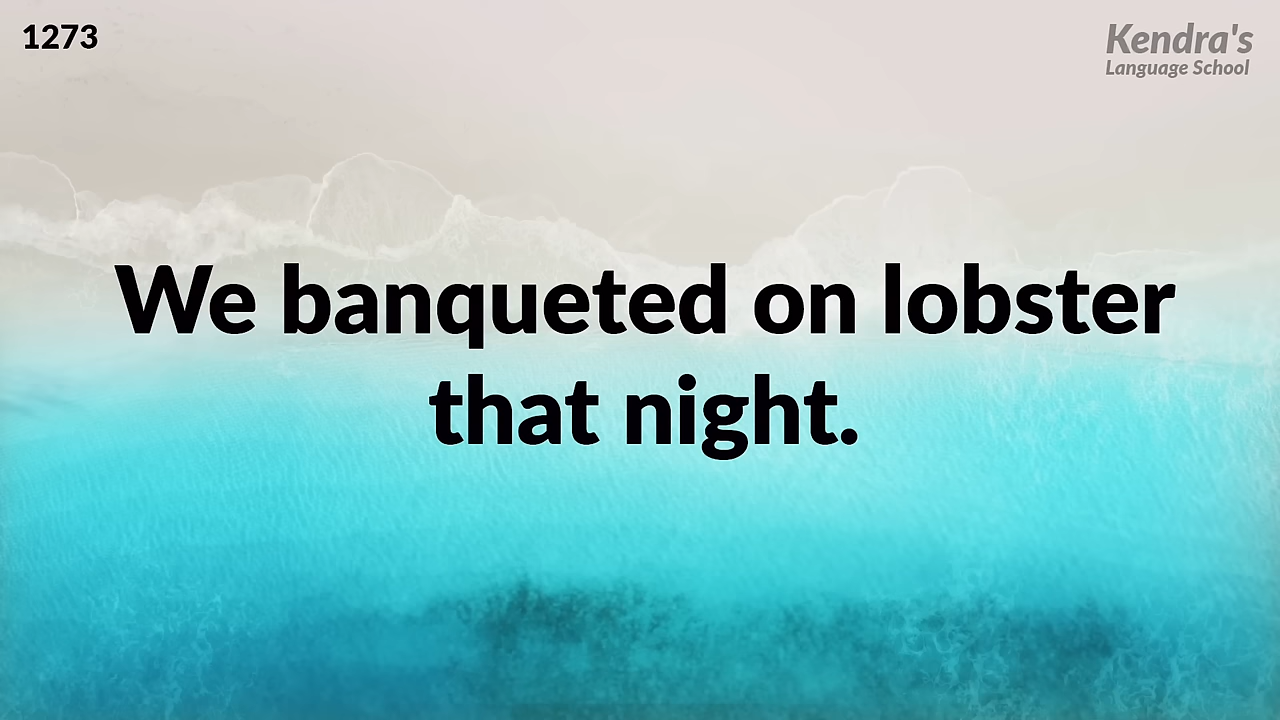 1273
Kendra's
Language School
We banqueted on lobster
that night.